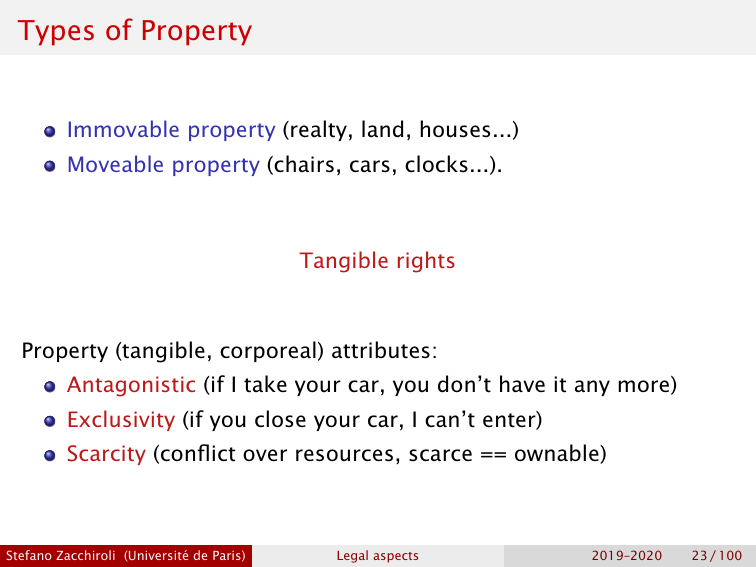 Types of Property
Immovable property (realty, land, houses...)
Moveable property (chairs, cars, clocks...).
Tangible rights
Property (tangible, corporeal) attributes:
Antagonistic (if I take your car, you don’t have it any more)
Exclusivity (if you close your car, I can’t enter)
Scarcity (conflict over resources, scarce == ownable)
Stefano Zacchiroli (Université de Paris) Legal aspects 2019–2020 23 / 100